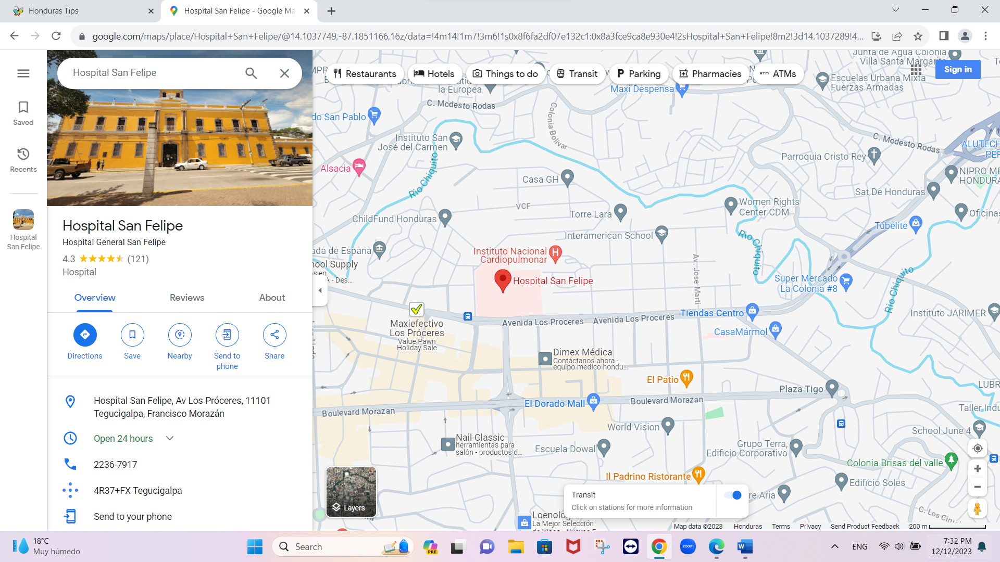 Honduras Tips
Hospital San Felipe - Google Ma
google.com/maps/place/Hospital+San+Felipe/@14.1037749,-87.1851166,16z/data=!4m14!1m7!3m6!1s0x8f6fa2df07e132c1:0x8a3fce9ca8e930e4!2sHospital+San+Felipe!8m2!3d14.1037289!4...
Hospital San Felipe
Saved
Recents
Hospital
San Felipe
Hospital San Felipe
Hospital General San Felipe
4.3 (121)
Hospital
Overview
Reviews
About
Directions
Save
Nearby
Send to
phone
Share
Hospital San Felipe, Av Los Próceres, 11101
Tegucigalpa, Francisco Morazán
Open 24 hours
2236-7917
4R37+FX Tegucigalpa
Send to your phone
Restaurants
Hotels
Things to do
Transit
Parking
Pharmacies
ATM ATMs
Sign in
Junta de Agua Colonia
Villa Santa Margarit
la Europea
Maxi Despensa
Escuelas Urbana Mixta
Fuerzas Armadas
C. Modesto Rodas
do San Pablo
Colonia Bolivar
Instituto San
José del Carmen
C. Modesto Rodas
ALUTECH
PER
Parroquia Cristo Rey
Alsacia
Rio Chiquito
Casa GH
NIPRO ME
HONDURA
Sat De Honduras
VCF
Women Rights
Center CDM
Torre Lara
ChildFund Honduras
Oficinas
Tubelite
Interamerican School
Rio Chiquito
ada de Espana
Instituto Nacional
Cardiopulmonar
ool Supply
s en
A - Des...
Av. Jose Marti
Hospital San Felipe
Super Mercado
La Colonia #8
Rio Chiquito
Maxiefectivo
Los Próceres
Value Pawn
Holiday Sale
Avenida Los Proceres
Avenida Los Proceres
Tiendas Centro
Instituto JARIMER
CasaMármol
Dimex Médica
Contáctanos ahora -
equipo medico hondu...
El Patio
Plaza Tigo
LUBR
El Dorado Mall
Boulevard Morazan
Boulevard Morazan
Taller Indu
World Vision
School June 4
Nail Classic
herramientas para
salón - productos d...
Escuela Dowal
Grupo Terra,
Edificio Corporativo
Colonia Brisas del valle
Il Padrino Ristorante
Edificio Soles
re Aria
Layers
Transit
Click on stations for more information
Loenolog
La Mejor Selección
C. Los Cirue
Map data ©2023
Honduras
Terms
Privacy
Send Product Feedback
200 m
18°C
Muy húmedo
Search
PRE
zoom
W
ENG
7:32 PM
12/12/2023